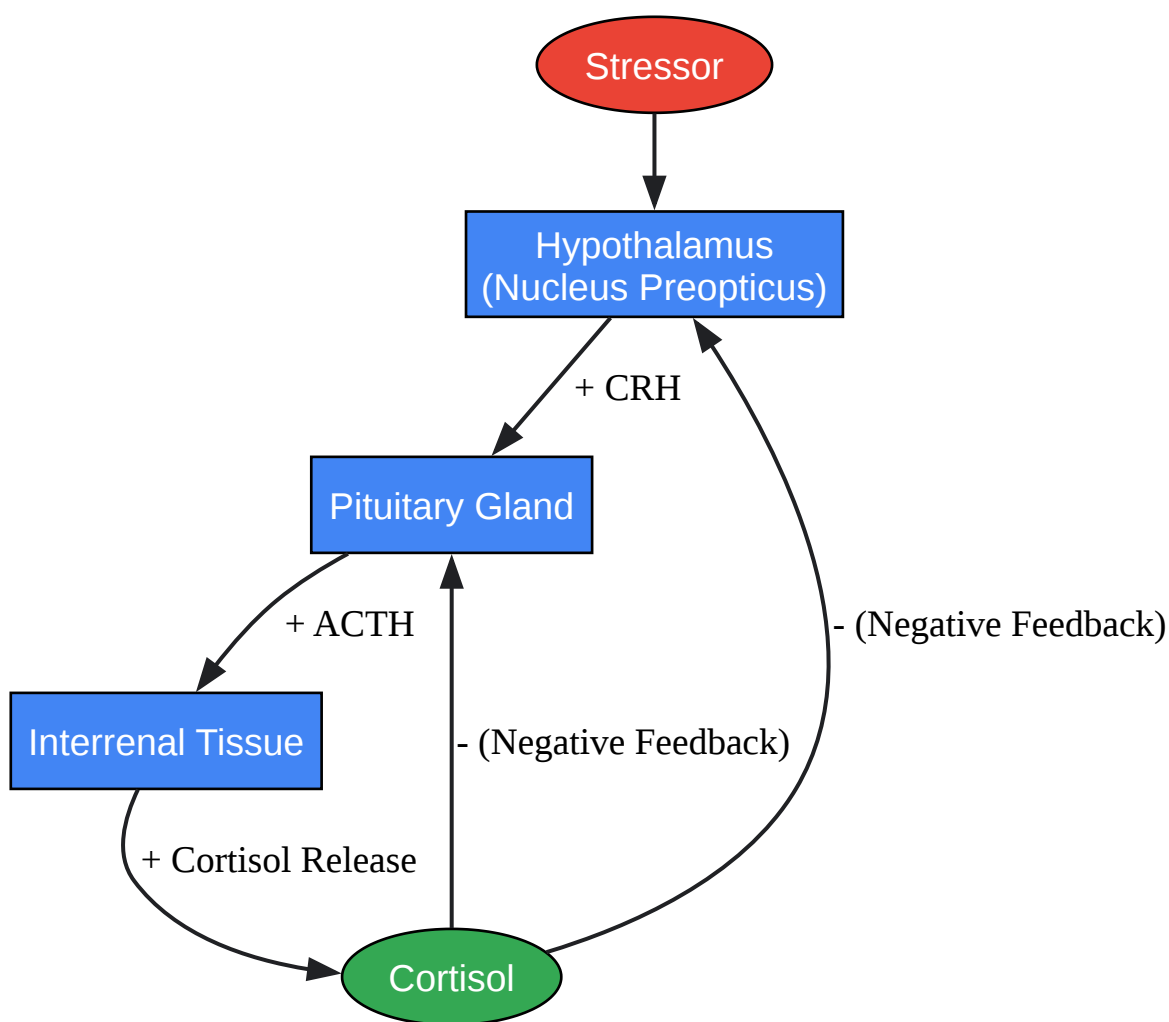 Stressor
Hypothalamus
(Nucleus Preopticus)
+ CRH
Pituitary Gland
+ ACTH
- (Negative Feedback)
Interrenal Tissue
- (Negative Feedback)
+ Cortisol Release
Cortisol